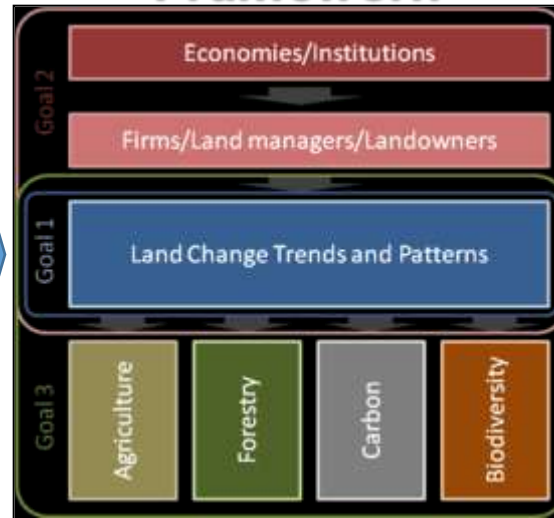 Economies/Institutions
Goal 2
Firms/Land managers/Landowners
Goal 1
Land Change Trends and Patterns
Goal 3
Agriculture
Forestry
Carbon
Biodiversity